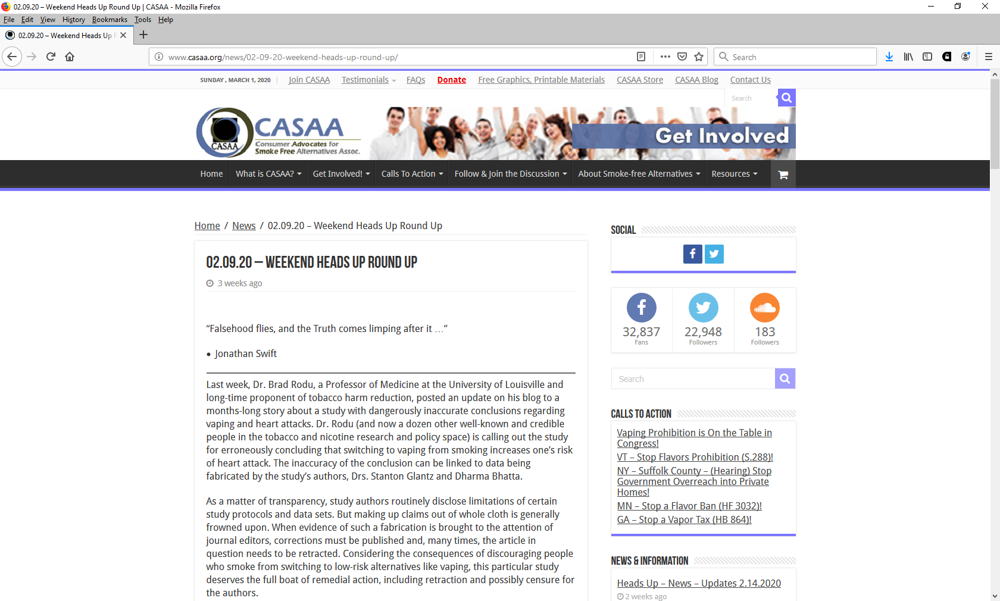 02.09.20 – Weekend Heads Up Round Up | CASAA - Mozilla Firefox
File Edit View History Bookmarks Tools Help
02.09.20 – Weekend Heads Up
www.casaa.org/news/02-09-20-weekend-heads-up-round-up/
Search
SUNDAY , MARCH 1, 2020
Join CASAA Testimonials FAQs Donate Free Graphics, Printable Materials CASAA Store CASAA Blog Contact Us
Search
CASAA
CASAA
Consumer Advocates for
Smoke Free Alternatives Assoc.
Get Involved
Home What is CASAA? Get Involved! Calls To Action Follow & Join the Discussion About Smoke-free Alternatives Resources
Home / News / 02.09.20 – Weekend Heads Up Round Up
02.09.20 – WEEKEND HEADS UP ROUND UP
3 weeks ago
“Falsehood flies, and the Truth comes limping after it …”
• Jonathan Swift
Last week, Dr. Brad Rodu, a Professor of Medicine at the University of Louisville and
long-time proponent of tobacco harm reduction, posted an update on his blog to a
months-long story about a study with dangerously inaccurate conclusions regarding
vaping and heart attacks. Dr. Rodu (and now a dozen other well-known and credible
people in the tobacco and nicotine research and policy space) is calling out the study
for erroneously concluding that switching to vaping from smoking increases one’s risk
of heart attack. The inaccuracy of the conclusion can be linked to data being
fabricated by the study’s authors, Drs. Stanton Glantz and Dharma Bhatta.
As a matter of transparency, study authors routinely disclose limitations of certain
study protocols and data sets. But making up claims out of whole cloth is generally
frowned upon. When evidence of such a fabrication is brought to the attention of
journal editors, corrections must be published and, many times, the article in
question needs to be retracted. Considering the consequences of discouraging people
who smoke from switching to low-risk alternatives like vaping, this particular study
deserves the full boat of remedial action, including retraction and possibly censure for
the authors.
SOCIAL
32,837 22,948 183
Fans Followers Followers
Search
CALLS TO ACTION
Vaping Prohibition is On the Table in
Congress!
VT – Stop Flavors Prohibition (S.288)!
NY – Suffolk County – (Hearing) Stop
Government Overreach into Private
Homes!
MN – Stop a Flavor Ban (HF 3032)!
GA – Stop a Vapor Tax (HB 864)!
NEWS & INFORMATION
Heads Up – News – Updates 2.14.2020
2 weeks ago